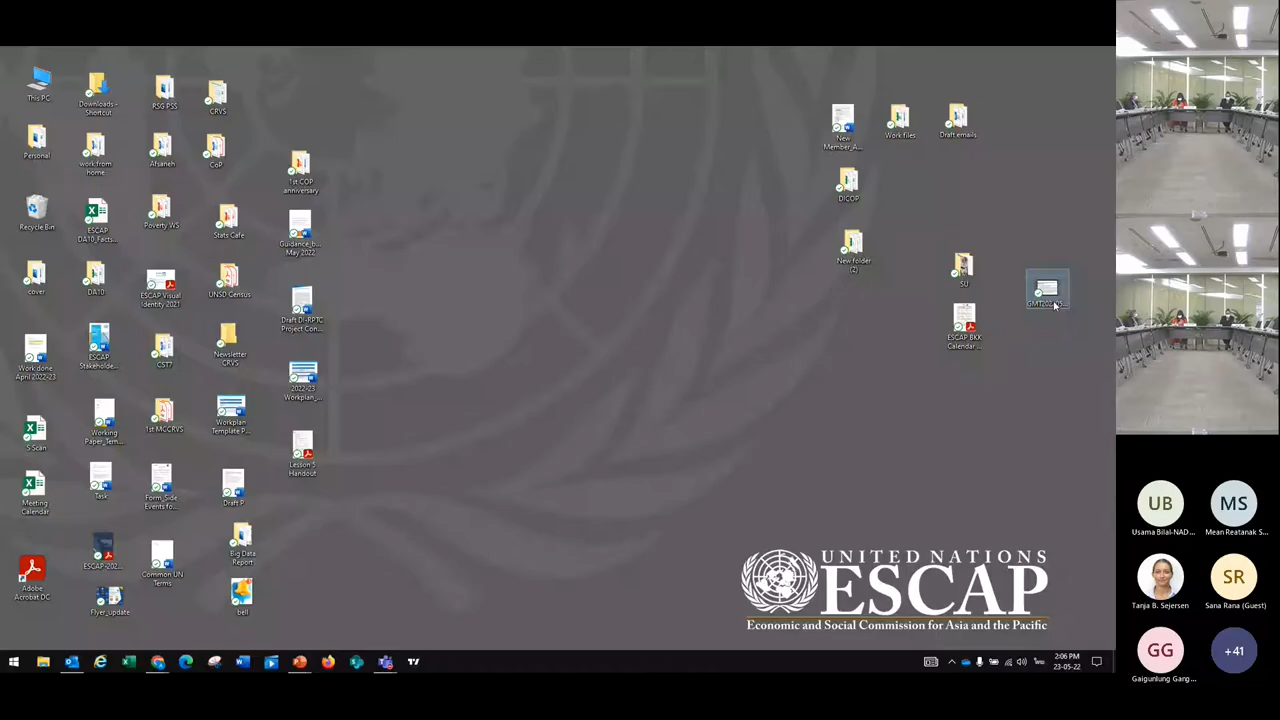 This PC
Downloads -
Shortcut
RSG PSS
CRVS
Personal
work from
home
Afsaneh
CoP
1st COP
anniversary
Recycle Bin
ESCAP
DA10_Facts...
Poverty WS
Stats Cafe
Guidance_b...
May 2022
cover
DA10
ESCAP Visual
Identity 2021
UNSD Census
Draft DI-RPTC
Project Con...
Work done
April 2022-23
ESCAP
Stakeholde...
CST7
Newsletter
CRVS
2022-23
Workplan_...
S Scan
Working
Paper_Tem...
1st MCCRVS
Workplan
Template P...
Lesson 5
Handout
Meeting
Calendar
Task
Form_Side
Events fo...
Draft P
Adobe
Acrobat DC
ESCAP-202...
Common UN
Terms
Big Data
Report
Flyer_update
bell
New
Member_A...
Work files
Draft emails
DICOP
New folder
(2)
SU
ESCAP BKK
Calendar ...
UNITED NATIONS
ESCAP
Economic and Social Commission for Asia and the Pacific
2:06 PM
23-05-22
UB
Usama Bilal-NAD...
MS
Mean Reatanak S...
Tanja B. Sejersen
SR
Sana Rana (Guest)
GG
Gaigunlung Gang...
+41